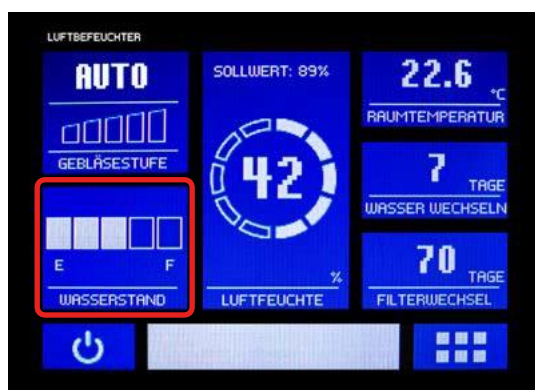 LUFTBEFEUCHTER
AUTO
GEBLÄSESTUFE
E F
WASSERSTAND
SOLLWERT: 89%
42
%
LUFTFEUCHTE
22.6 °C
RAUMTEMPERATUR
7 TAGE
WASSER WECHSELN
70 TAGE
FILTERWECHSEL